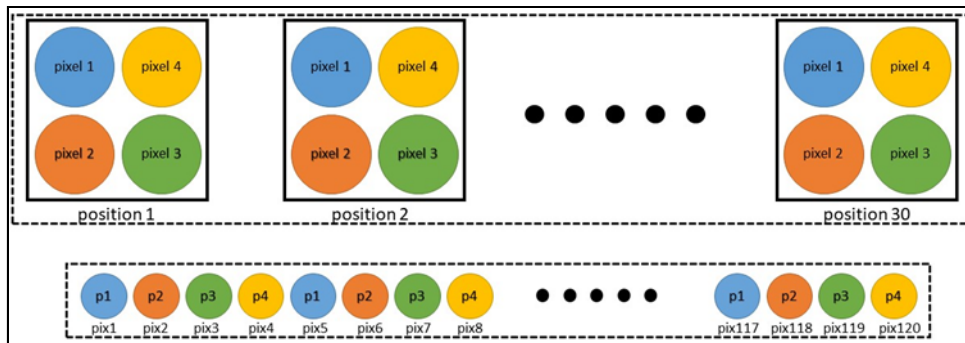 pixel 1 pixel 4 pixel 1 pixel 4 pixel 1 pixel 4
pixel 2 pixel 3 pixel 2 pixel 3 pixel 2 pixel 3
position 1 position 2 position 30
p1 p2 p3 p4 p1 p2 p3 p4 p1 p2 p3 p4
pix1 pix2 pix3 pix4 pix5 pix6 pix7 pix8 pix117 pix118 pix119 pix120